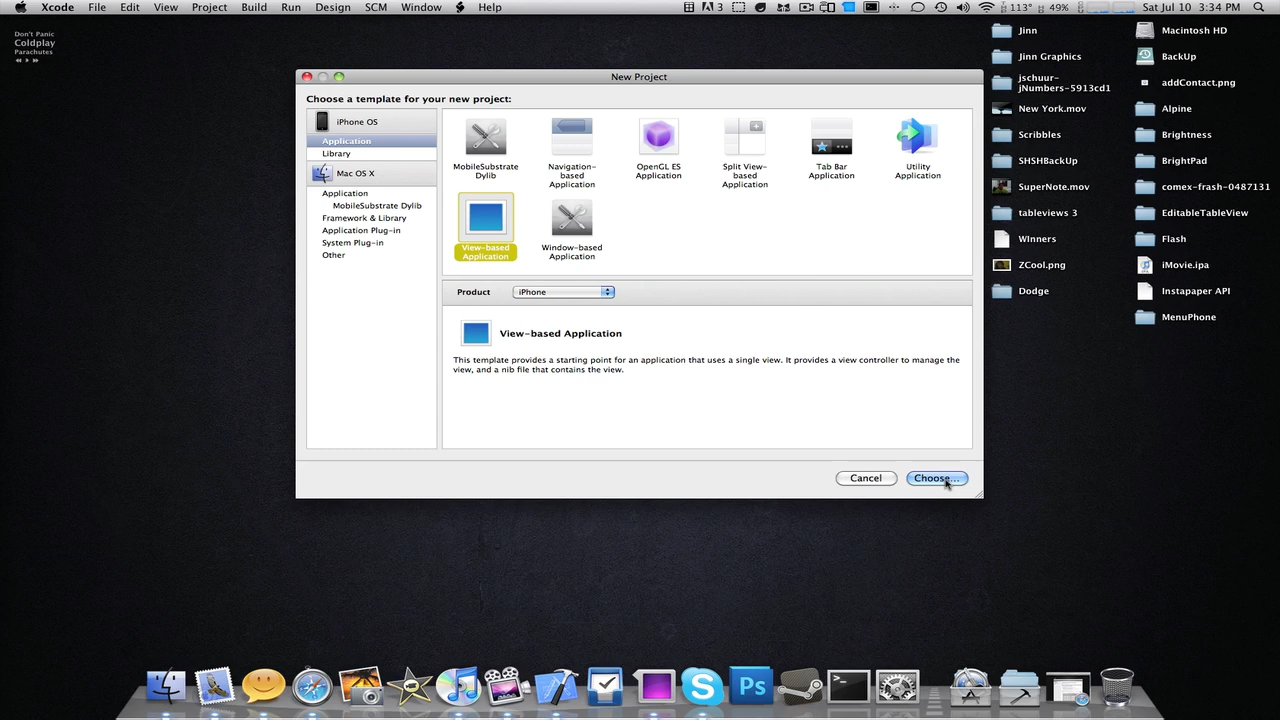 Xcode File Edit View Project Build Run Design SCM Window Help
3 113° 49% Sat Jul 10 3:34 PM
Don't Panic
Coldplay
Parachutes
New Project
Choose a template for your new project:
iPhone OS
Application
Library
Mac OS X
Application
MobileSubstrate Dylib
Framework & Library
Application Plug-in
System Plug-in
Other
MobileSubstrate
Dylib
Navigation-
based
Application
OpenGL ES
Application
Split View-
based
Application
Tab Bar
Application
Utility
Application
View-based
Application
Window-based
Application
Product iPhone
View-based Application
This template provides a starting point for an application that uses a single view. It provides a view controller to manage the
view, and a nib file that contains the view.
Cancel Choose...
Jinn
Jinn Graphics
jschuur-
jNumbers-5913cd1
New York.mov
Scribbles
SHSHBackUp
SuperNote.mov
tableviews 3
WInners
ZCool.png
Dodge
Macintosh HD
BackUp
addContact.png
Alpine
Brightness
BrightPad
comex-frash-0487131
EditableTableView
Flash
iMovie.ipa
Instapaper API
MenuPhone
Ps